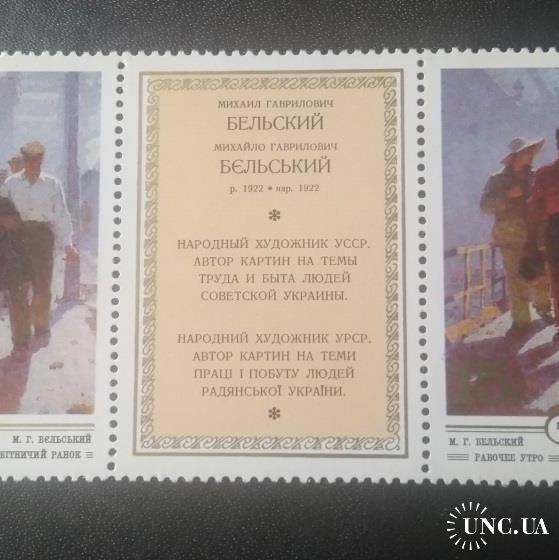 МИХАИЛ ГАВРИЛОВИЧ
БЕЛЬСКИЙ
МИХАЙЛО ГАВРИЛОВИЧ
БЄЛЬСЬКИЙ
р. 1922 * нар. 1922
НАРОДНЫЙ ХУДОЖНИК УССР.
АВТОР КАРТИН НА ТЕМЫ
ТРУДА И БЫТА ЛЮДЕЙ
СОВЕТСКОЙ УКРАИНЫ.
НАРОДНИЙ ХУДОЖНИК УРСР.
АВТОР КАРТИН НА ТЕМИ
ПРАЦІ І ПОБУТУ ЛЮДЕЙ
РАДЯНСЬКОЇ УКРАЇНИ.
М. Г. БЄЛЬСЬКИЙ
ВІТНИЧИЙ РАНОК
М. Г. БЕЛЬСКИЙ
РАБОЧЕЕ УТРО
UNC.UA